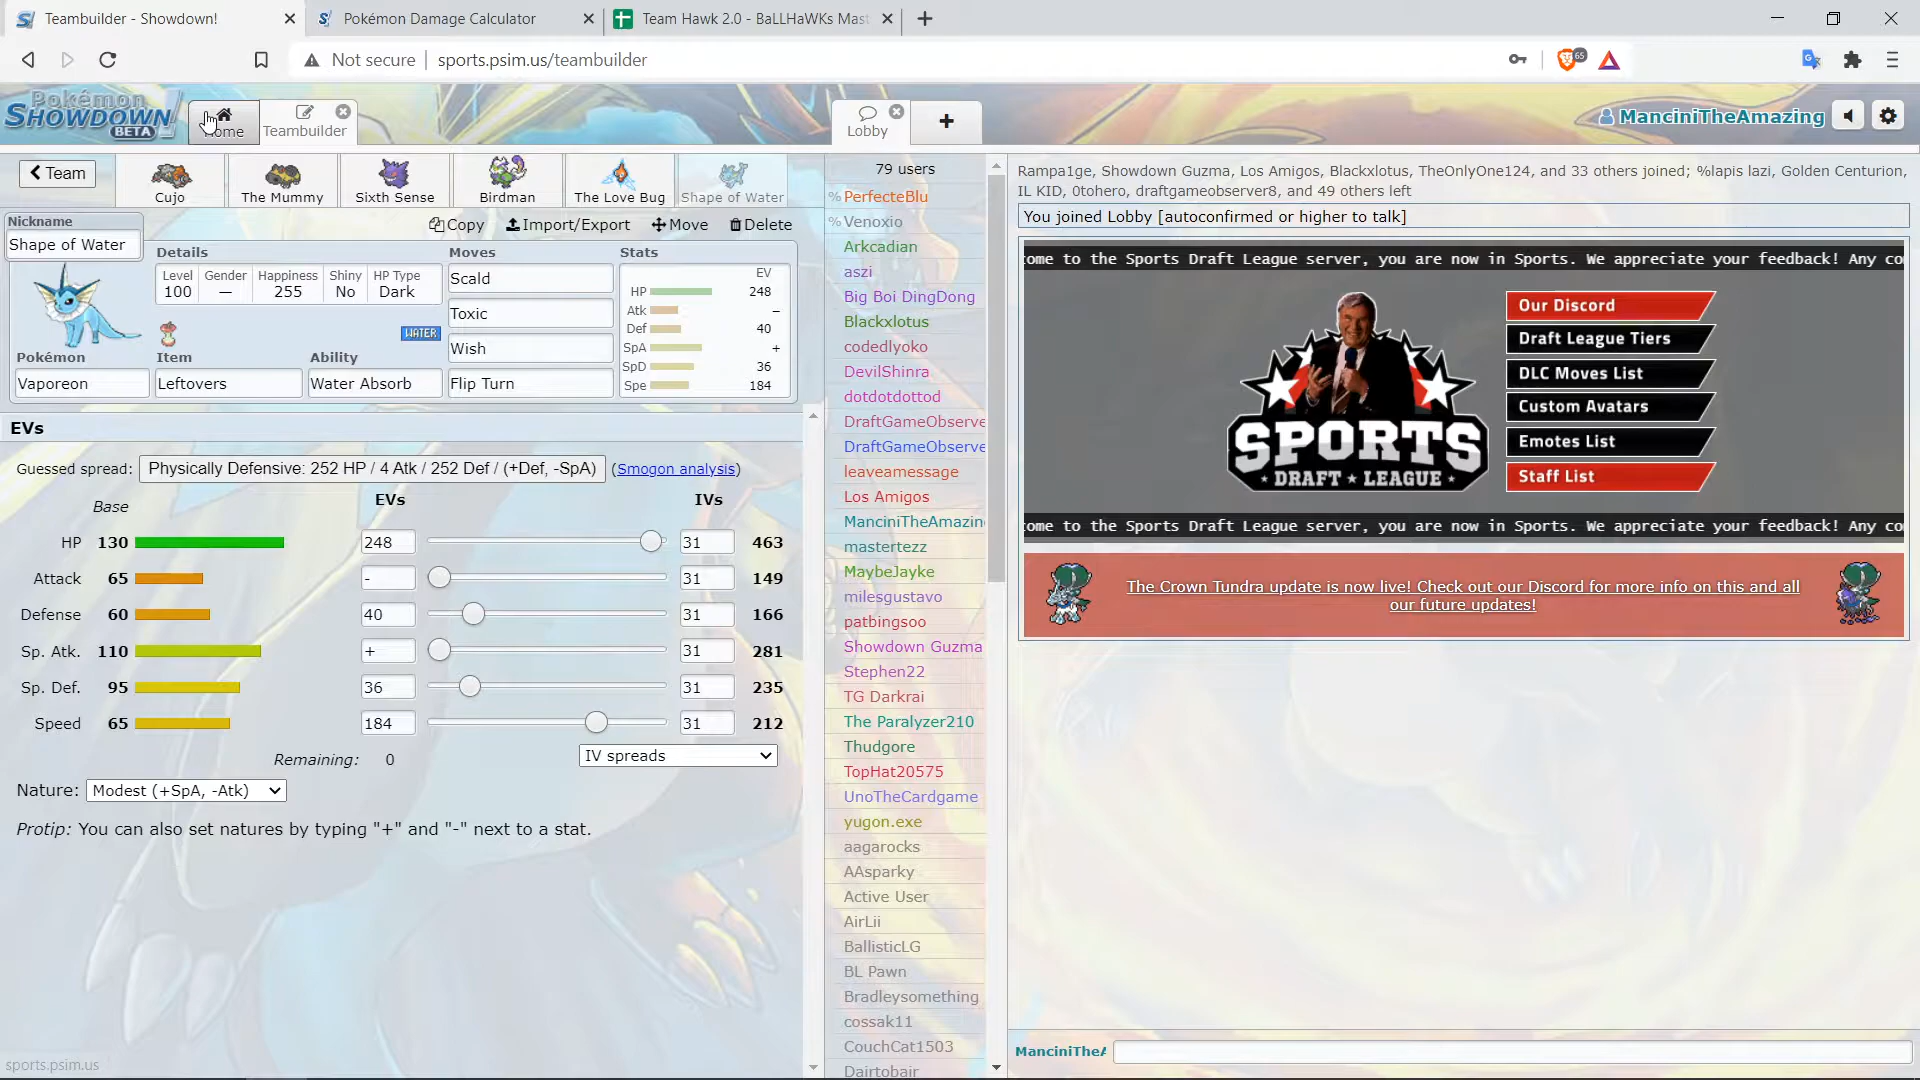 Teambuilder - Showdown!
Pokémon Damage Calculator
Team Hawk 2.0 - BaLLHaWKs Mast
Not secure
sports.psim.us/teambuilder
65
Pokémon
SHOWDOWN
BETA
Home
Teambuilder
Lobby
ManciniTheAmazing
Team
Cujo
The Mummy
Sixth Sense
Birdman
The Love Bug
Shape of Water
Nickname
Shape of Water
Copy
Import/Export
Move
Delete
Details
Level
100
Gender
—
Happiness
255
Shiny
No
HP Type
Dark
WATER
Pokémon
Vaporeon
Item
Leftovers
Ability
Water Absorb
Moves
Scald
Toxic
Wish
Flip Turn
Stats
EV
HP 248
Atk −
Def 40
SpA +
SpD 36
Spe 184
EVs
Guessed spread: Physically Defensive: 252 HP / 4 Atk / 252 Def / (+Def, -SpA) (Smogon analysis)
Base EVs IVs
HP 130 248 31 463
Attack 65 - 31 149
Defense 60 40 31 166
Sp. Atk. 110 + 31 281
Sp. Def. 95 36 31 235
Speed 65 184 31 212
Remaining: 0
IV spreads
Nature: Modest (+SpA, -Atk)
Protip: You can also set natures by typing "+" and "-" next to a stat.
sports.psim.us
79 users
%PerfecteBlu
%Venoxio
Arkcadian
aszi
Big Boi DingDong
Blackxlotus
codedlyoko
DevilShinra
dotdotdottod
DraftGameObserve
DraftGameObserve
leaveamessage
Los Amigos
ManciniTheAmazin
mastertezz
MaybeJayke
milesgustavo
patbingsoo
Showdown Guzma
Stephen22
TG Darkrai
The Paralyzer210
Thudgore
TopHat20575
UnoTheCardgame
yugon.exe
aagarocks
AAsparky
Active User
AirLii
BallisticLG
BL Pawn
Bradleysomething
cossak11
CouchCat1503
Dairtobair
Rampa1ge, Showdown Guzma, Los Amigos, Blackxlotus, TheOnlyOne124, and 33 others joined; %lapis lazi, Golden Centurion,
IL KID, 0tohero, draftgameobserver8, and 49 others left
You joined Lobby [autoconfirmed or higher to talk]
ome to the Sports Draft League server, you are now in Sports. We appreciate your feedback! Any co
SPORTS
DRAFT ★ LEAGUE
Our Discord
Draft League Tiers
DLC Moves List
Custom Avatars
Emotes List
Staff List
ome to the Sports Draft League server, you are now in Sports. We appreciate your feedback! Any co
The Crown Tundra update is now live! Check out our Discord for more info on this and all
our future updates!
ManciniTheA